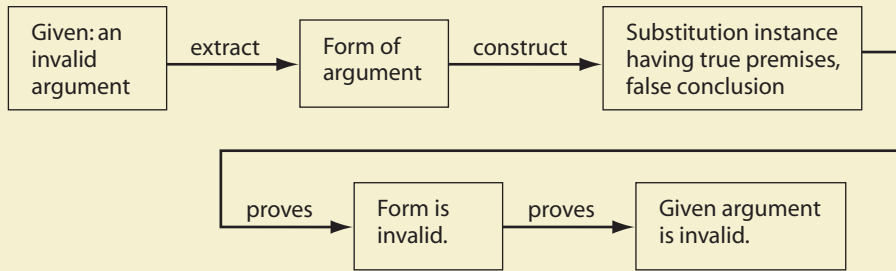 Given: an
invalid
argument
extract
Form of
argument
construct
Substitution instance
having true premises,
false conclusion
proves
Form is
invalid.
proves
Given argument
is invalid.